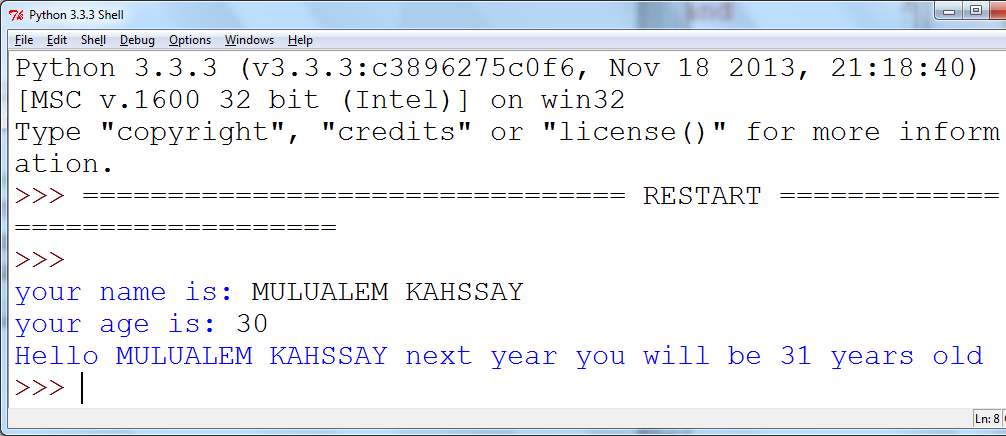 Python 3.3.3 Shell
File Edit Shell Debug Options Windows Help
Python 3.3.3 (v3.3.3:c3896275c0f6, Nov 18 2013, 21:18:40)
[MSC v.1600 32 bit (Intel)] on win32
Type "copyright", "credits" or "license()" for more inform
ation.
>>> ================================ RESTART =============
===================
>>>
your name is: MULUALEM KAHSSAY
your age is: 30
Hello MULUALEM KAHSSAY next year you will be 31 years old
>>>
Ln: 8